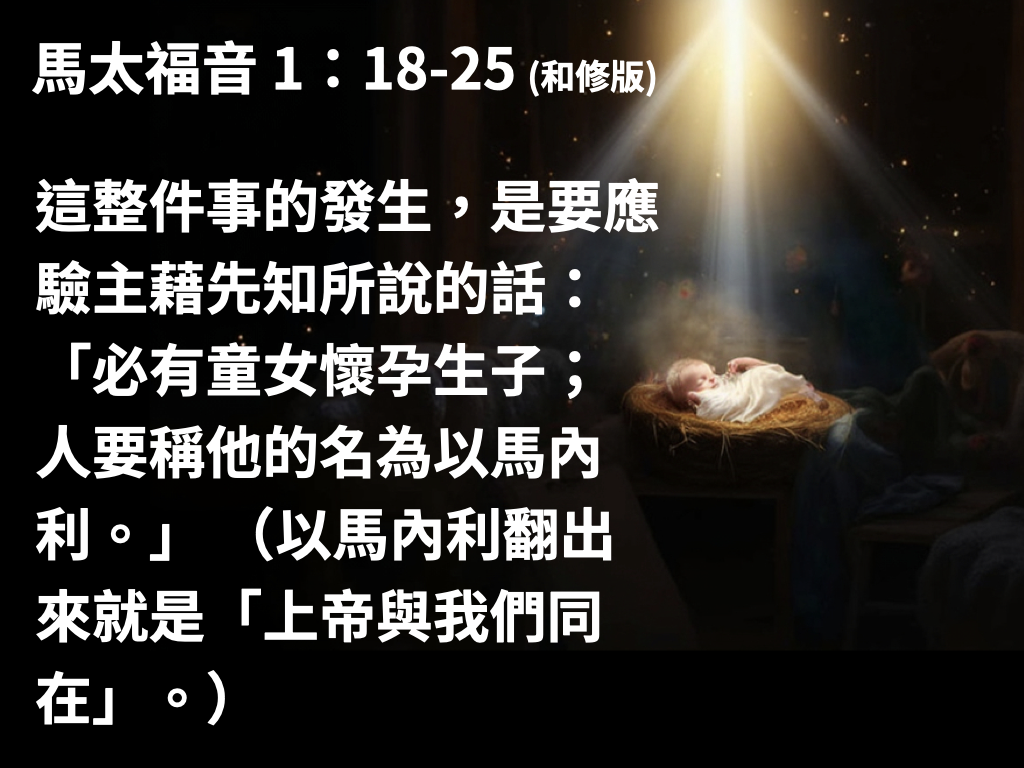 馬太福音 1：18-25 (和修版)
這整件事的發生，是要應
驗主藉先知所說的話：
「必有童女懷孕生子；
人要稱他的名為以馬內
利。」（以馬內利翻出
來就是「上帝與我們同
在」。）